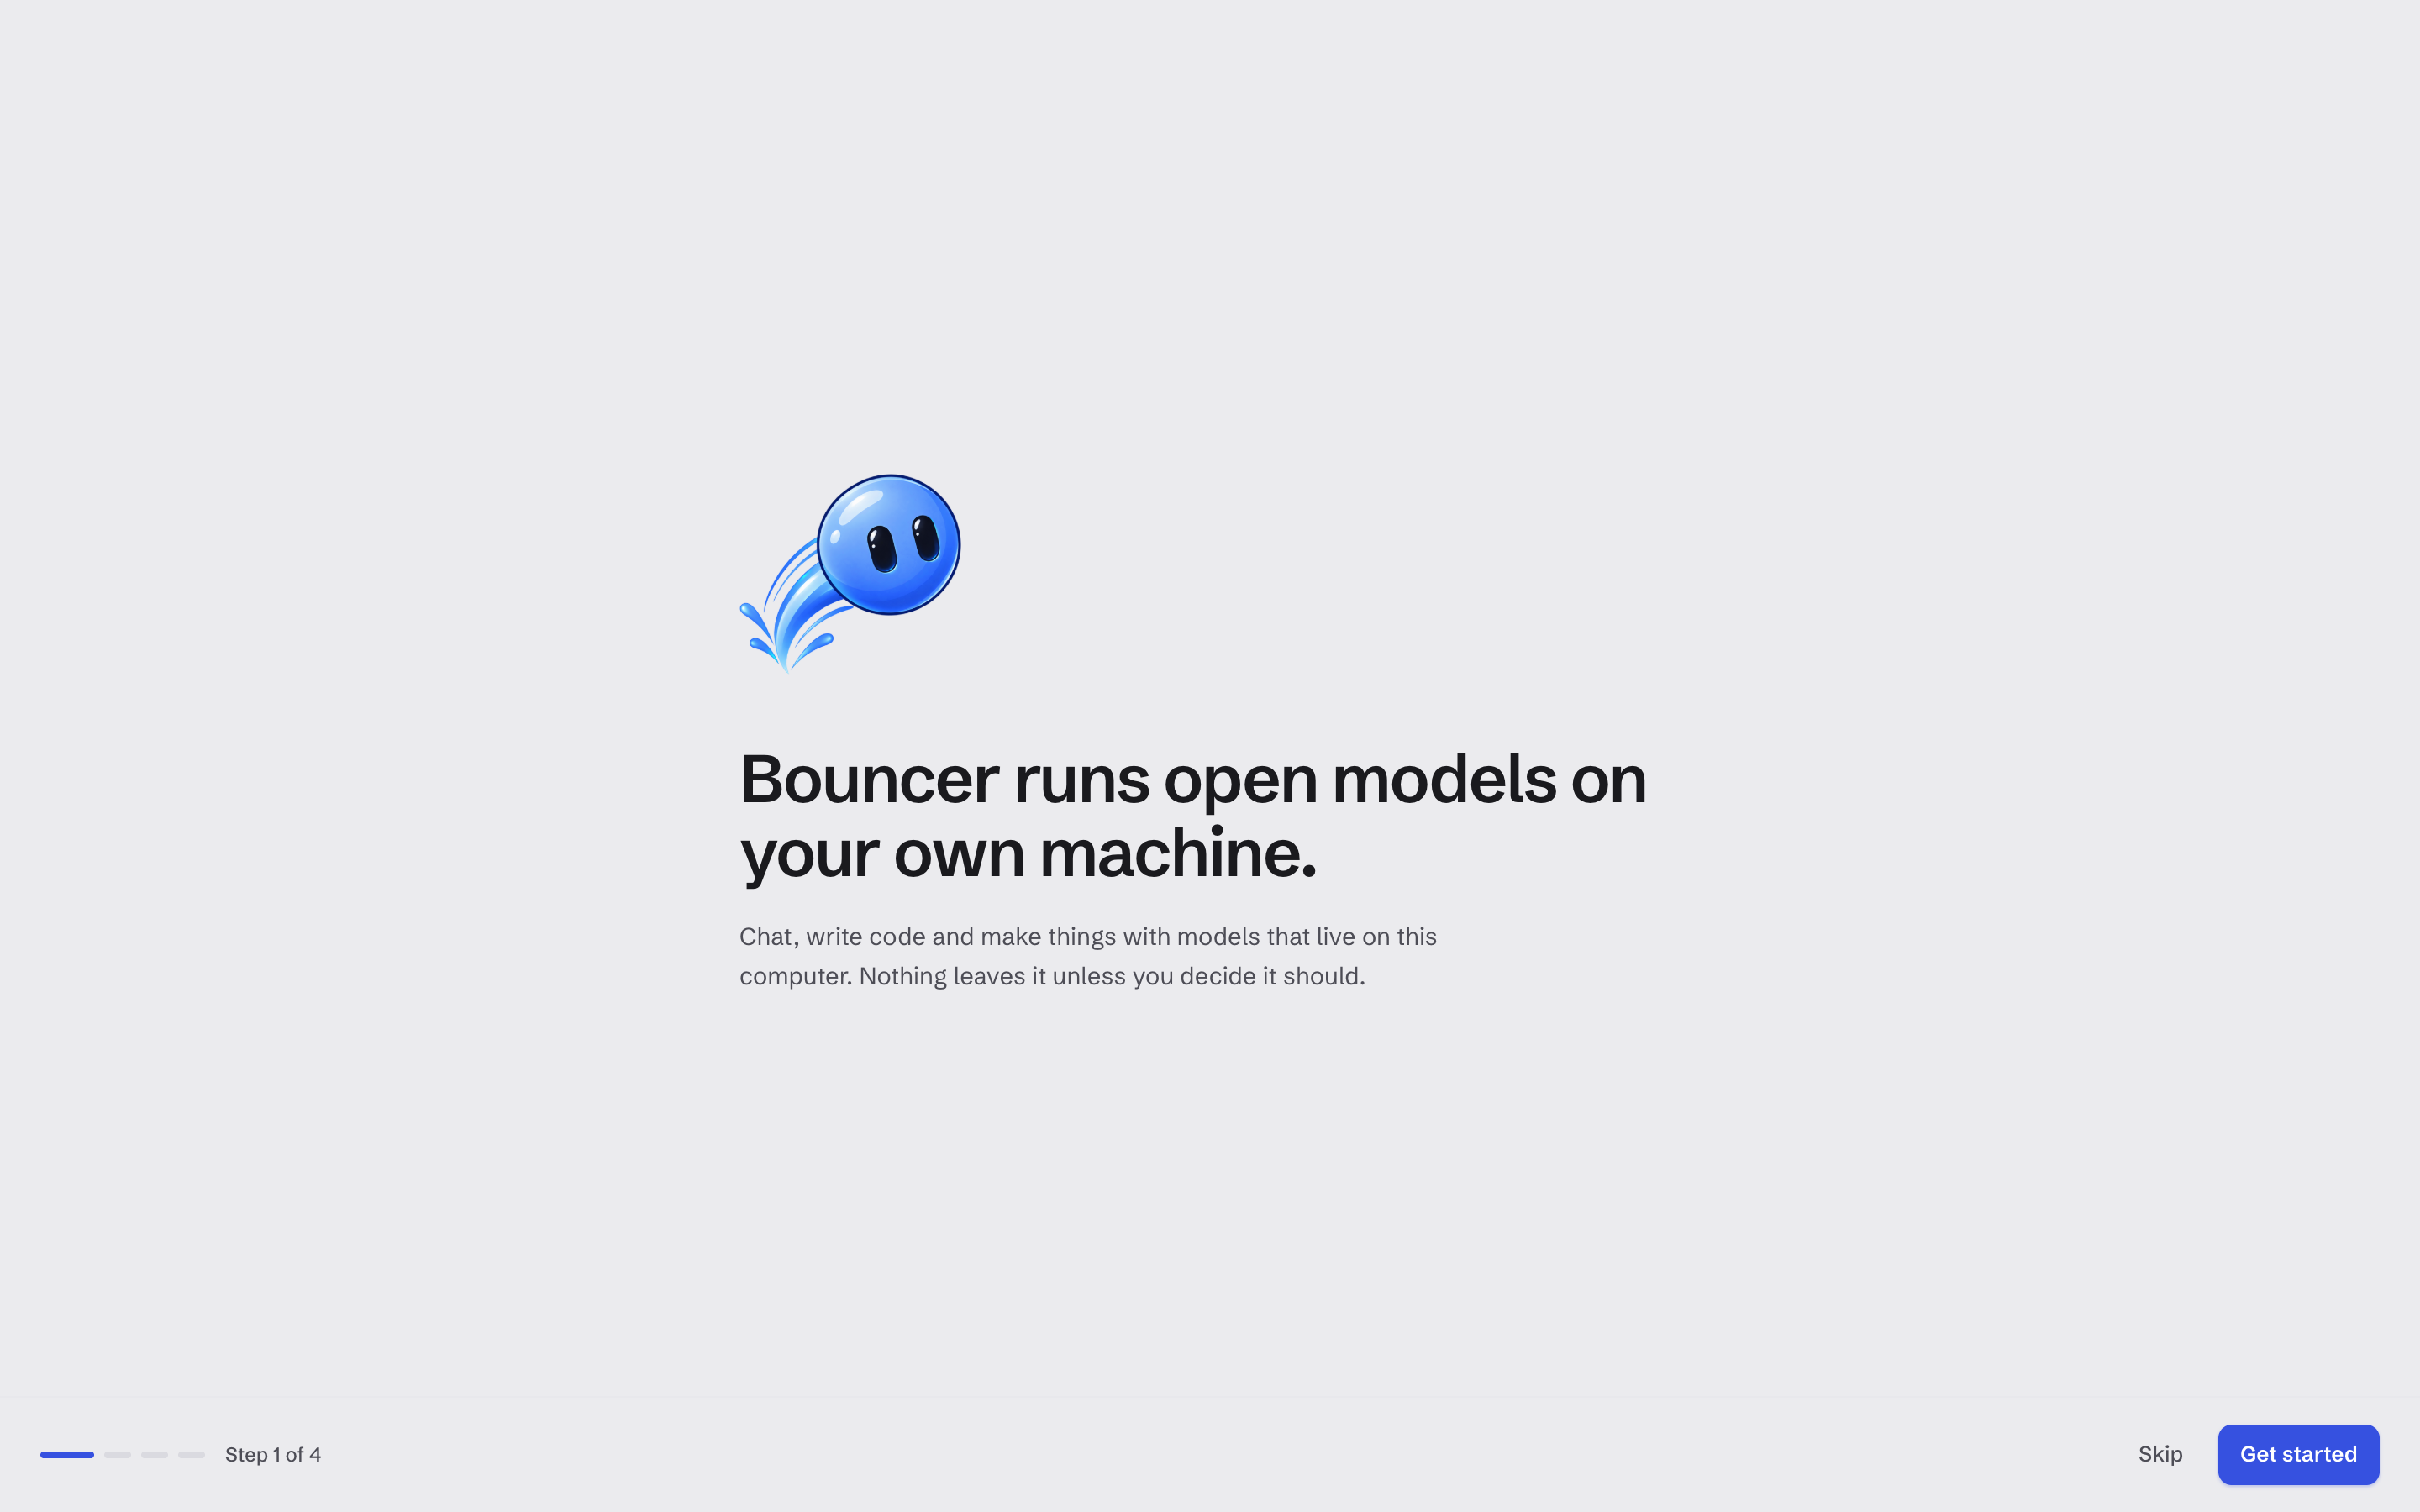 Bouncer runs open models on
your own machine.
Chat, write code and make things with models that live on this
computer. Nothing leaves it unless you decide it should.
Step 1 of 4
Skip
Get started